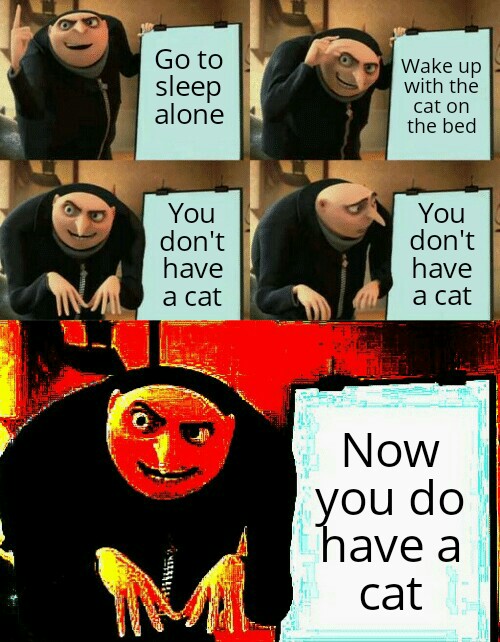 Go to
sleep
alone
Wake up
with the
cat on
the bed
You
don't
have
a cat
You
don't
have
a cat
Now
you do
have a
cat